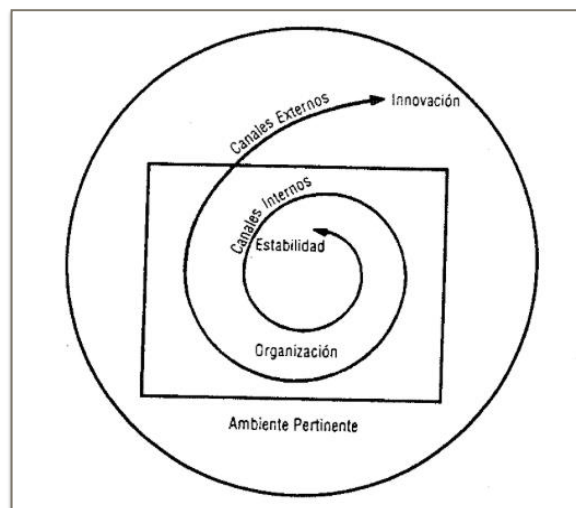 Canales Externos
Innovación
Canales Internos
Estabilidad
Organización
Ambiente Pertinente